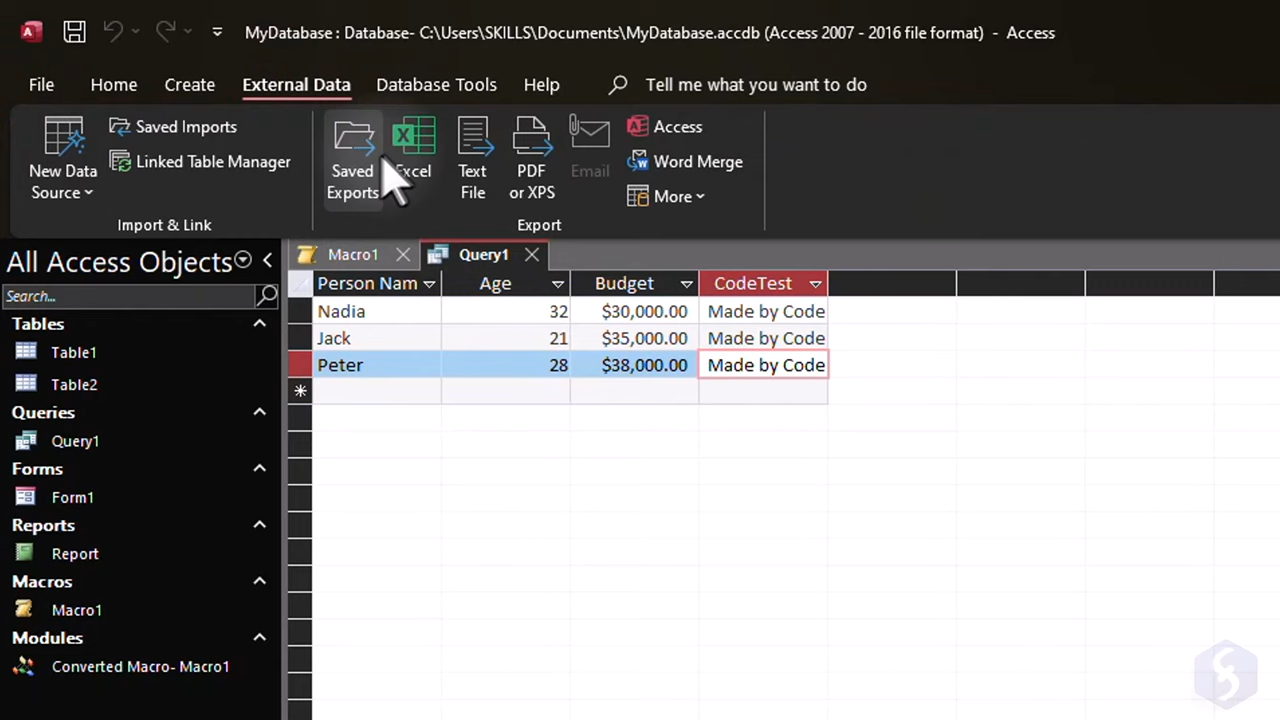 MyDatabase : Database- C:\Users\SKILLS\Documents\MyDatabase.accdb (Access 2007 - 2016 file format) - Access
File Home Create External Data Database Tools Help Tell me what you want to do
New Data Source
Saved Imports
Linked Table Manager
Import & Link
Saved Exports
Excel
Text File
PDF or XPS
Email
Access
Word Merge
More
Export
All Access Objects
Search...
Tables
Table1
Table2
Queries
Query1
Forms
Form1
Reports
Report
Macros
Macro1
Modules
Converted Macro- Macro1
Macro1 Query1
Person Nam Age Budget CodeTest
Nadia 32 $30,000.00 Made by Code
Jack 21 $35,000.00 Made by Code
Peter 28 $38,000.00 Made by Code